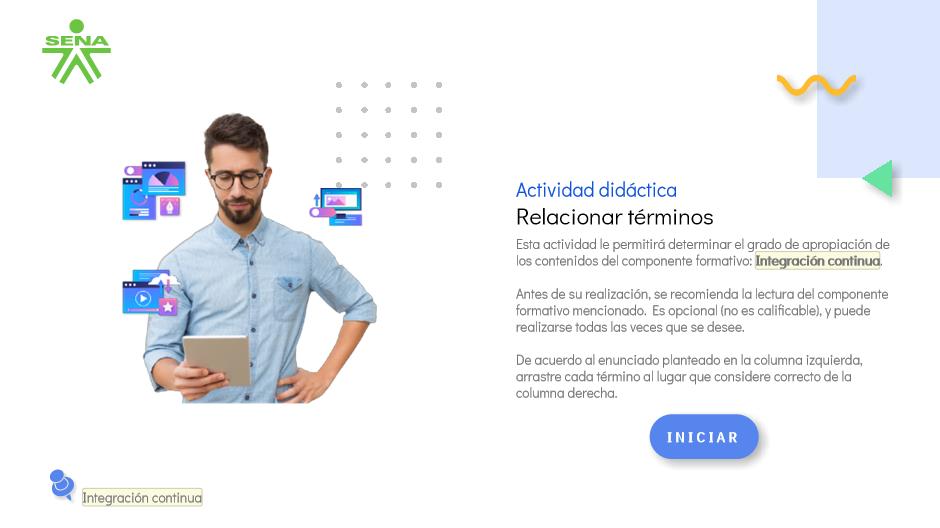 SENA
Actividad didáctica
Relacionar términos
Esta actividad le permitirá determinar el grado de apropiación de
los contenidos del componente formativo: Integración continua.
Antes de su realización, se recomienda la lectura del componente
formativo mencionado. Es opcional (no es calificable), y puede
realizarse todas las veces que se desee.
De acuerdo al enunciado planteado en la columna izquierda,
arrastre cada término al lugar que considere correcto de la
columna derecha.
INICIAR
Integración continua